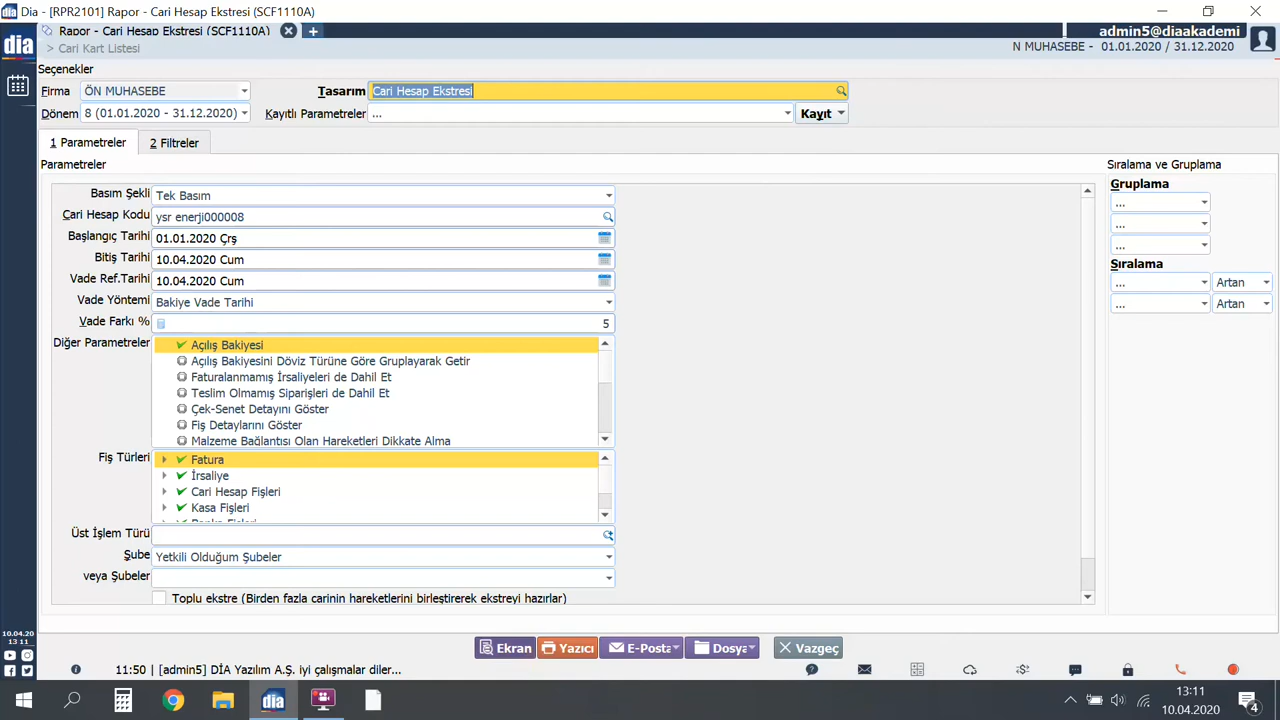 Dia - [RPR2101] Rapor - Cari Hesap Ekstresi (SCF1110A)
dia
Rapor - Cari Hesap Ekstresi (SCF1110A)
admin5@diaakademi
> Cari Kart Listesi
N MUHASEBE - 01.01.2020 / 31.12.2020
Seçenekler
Firma ÖN MUHASEBE Tasarım Cari Hesap Ekstresi
Dönem 8 (01.01.2020 - 31.12.2020) Kayıtlı Parametreler ... Kayıt
1 Parametreler 2 Filtreler
Parametreler Sıralama ve Gruplama
Basım Şekli Tek Basım
Cari Hesap Kodu ysr enerji000008
Başlangıç Tarihi 01.01.2020 Çrş
Bitiş Tarihi 10.04.2020 Cum
Vade Ref.Tarihi 10.04.2020 Cum
Vade Yöntemi Bakiye Vade Tarihi
Vade Farkı % 5
Diğer Parametreler Açılış Bakiyesi
Açılış Bakiyesini Döviz Türüne Göre Gruplayarak Getir
Faturalanmamış İrsaliyeleri de Dahil Et
Teslim Olmamış Siparişleri de Dahil Et
Çek-Senet Detayını Göster
Fiş Detaylarını Göster
Malzeme Bağlantısı Olan Hareketleri Dikkate Alma
Fiş Türleri Fatura
İrsaliye
Cari Hesap Fişleri
Kasa Fişleri
Üst İşlem Türü
Şube Yetkili Olduğum Şubeler
veya Şubeler
Toplu ekstre (Birden fazla carinin hareketlerini birleştirerek ekstreyi hazırlar)
Gruplama
...
...
...
Sıralama
... Artan
... Artan
Ekran Yazıcı E-Posta Dosya Vazgeç
10.04.20
13 11
11:50 | [admin5] DİA Yazılım A.Ş. iyi çalışmalar diler...
dia
13:11
10.04.2020
4